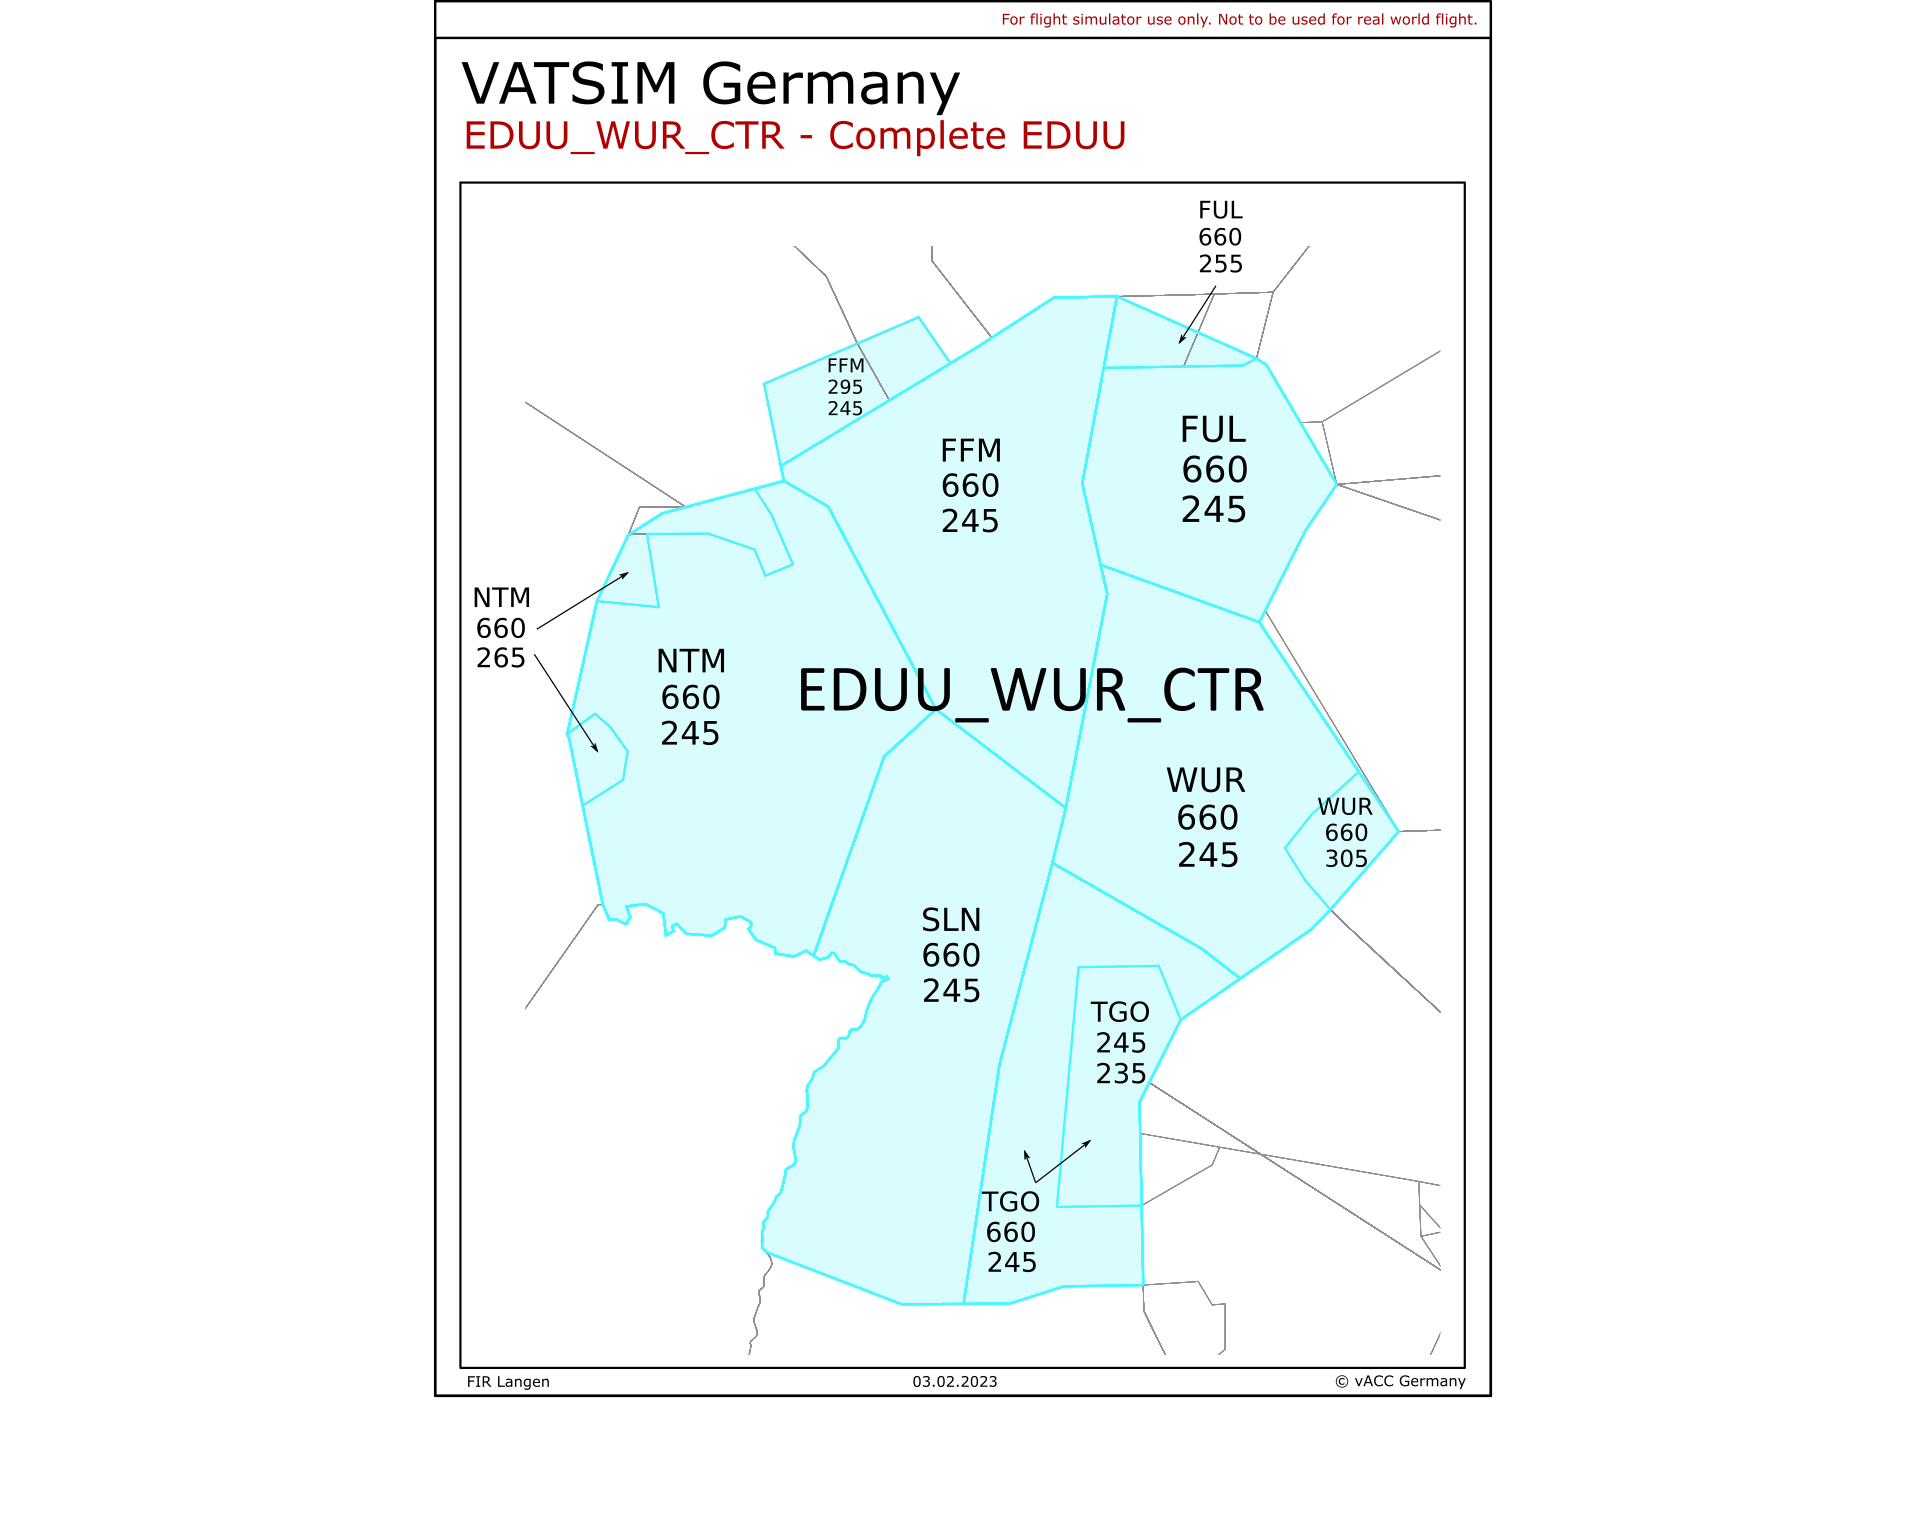 For flight simulator use only. Not to be used for real world flight.
VATSIM Germany
EDUU_WUR_CTR - Complete EDUU
FUL
660
255
FFM
295
245
FFM
660
245
FUL
660
245
NTM
660
265
NTM
660
245
EDUU_WUR_CTR
WUR
660
245
WUR
660
305
SLN
660
245
TGO
245
235
TGO
660
245
FIR Langen
03.02.2023
© vACC Germany